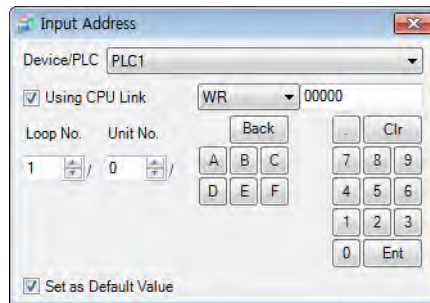 Input Address
Device/PLC PLC1
Using CPU Link WR 00000
Loop No. Unit No. Back . Clr
1 / 0 / A B C 7 8 9
D E F 4 5 6
1 2 3
0 Ent
Set as Default Value